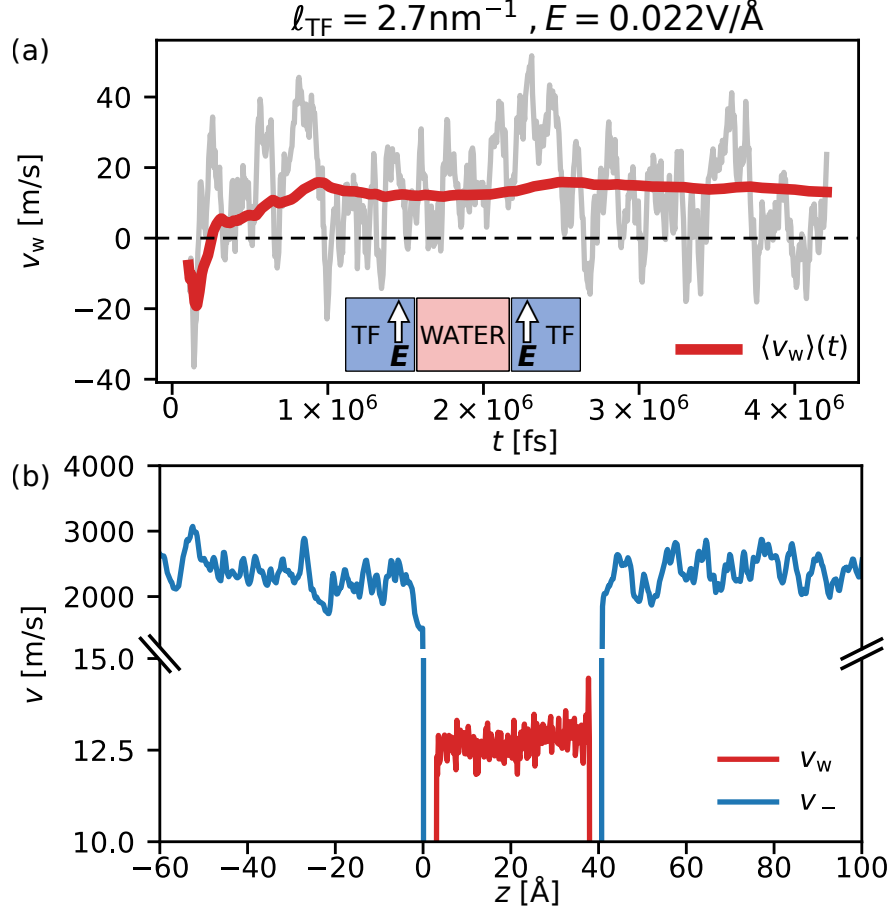 ℓTF = 2.7nm⁻¹ , E = 0.022V/Å
(a)
40
20
0
−20
−40
vw [m/s]
TF E WATER E TF
⟨vw⟩(t)
0 1 × 10⁶ 2 × 10⁶ 3 × 10⁶ 4 × 10⁶
t [fs]
(b)
4000
3000
2000
15.0
12.5
10.0
v [m/s]
vw
v−
−60 −40 −20 0 20 40 60 80 100
z [Å]